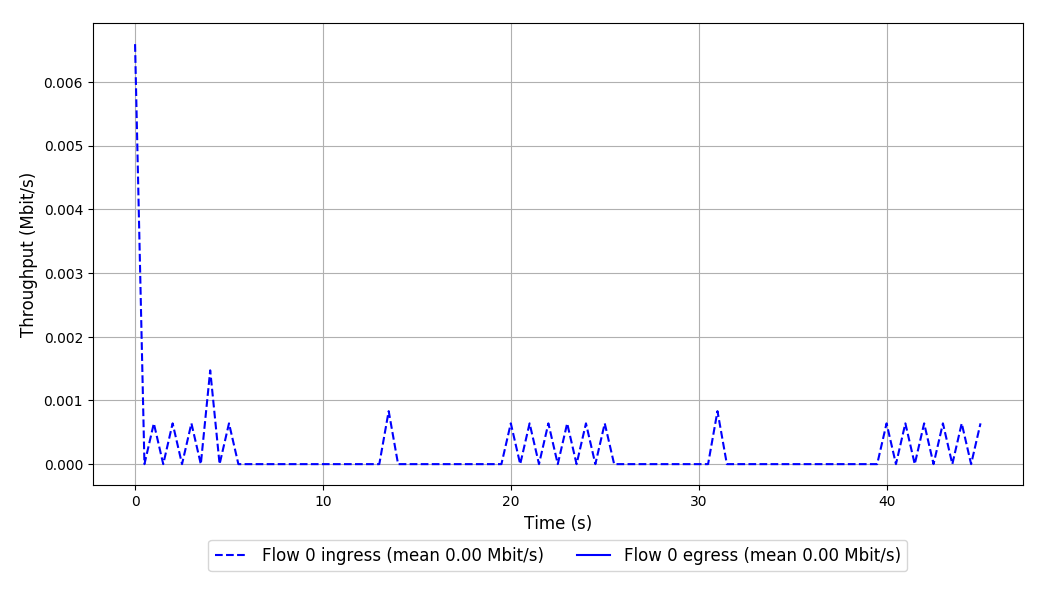 0.006
0.005
0.004
0.003
0.002
0.001
0.000
Throughput (Mbit/s)
0 10 20 30 40
Time (s)
Flow 0 ingress (mean 0.00 Mbit/s) Flow 0 egress (mean 0.00 Mbit/s)